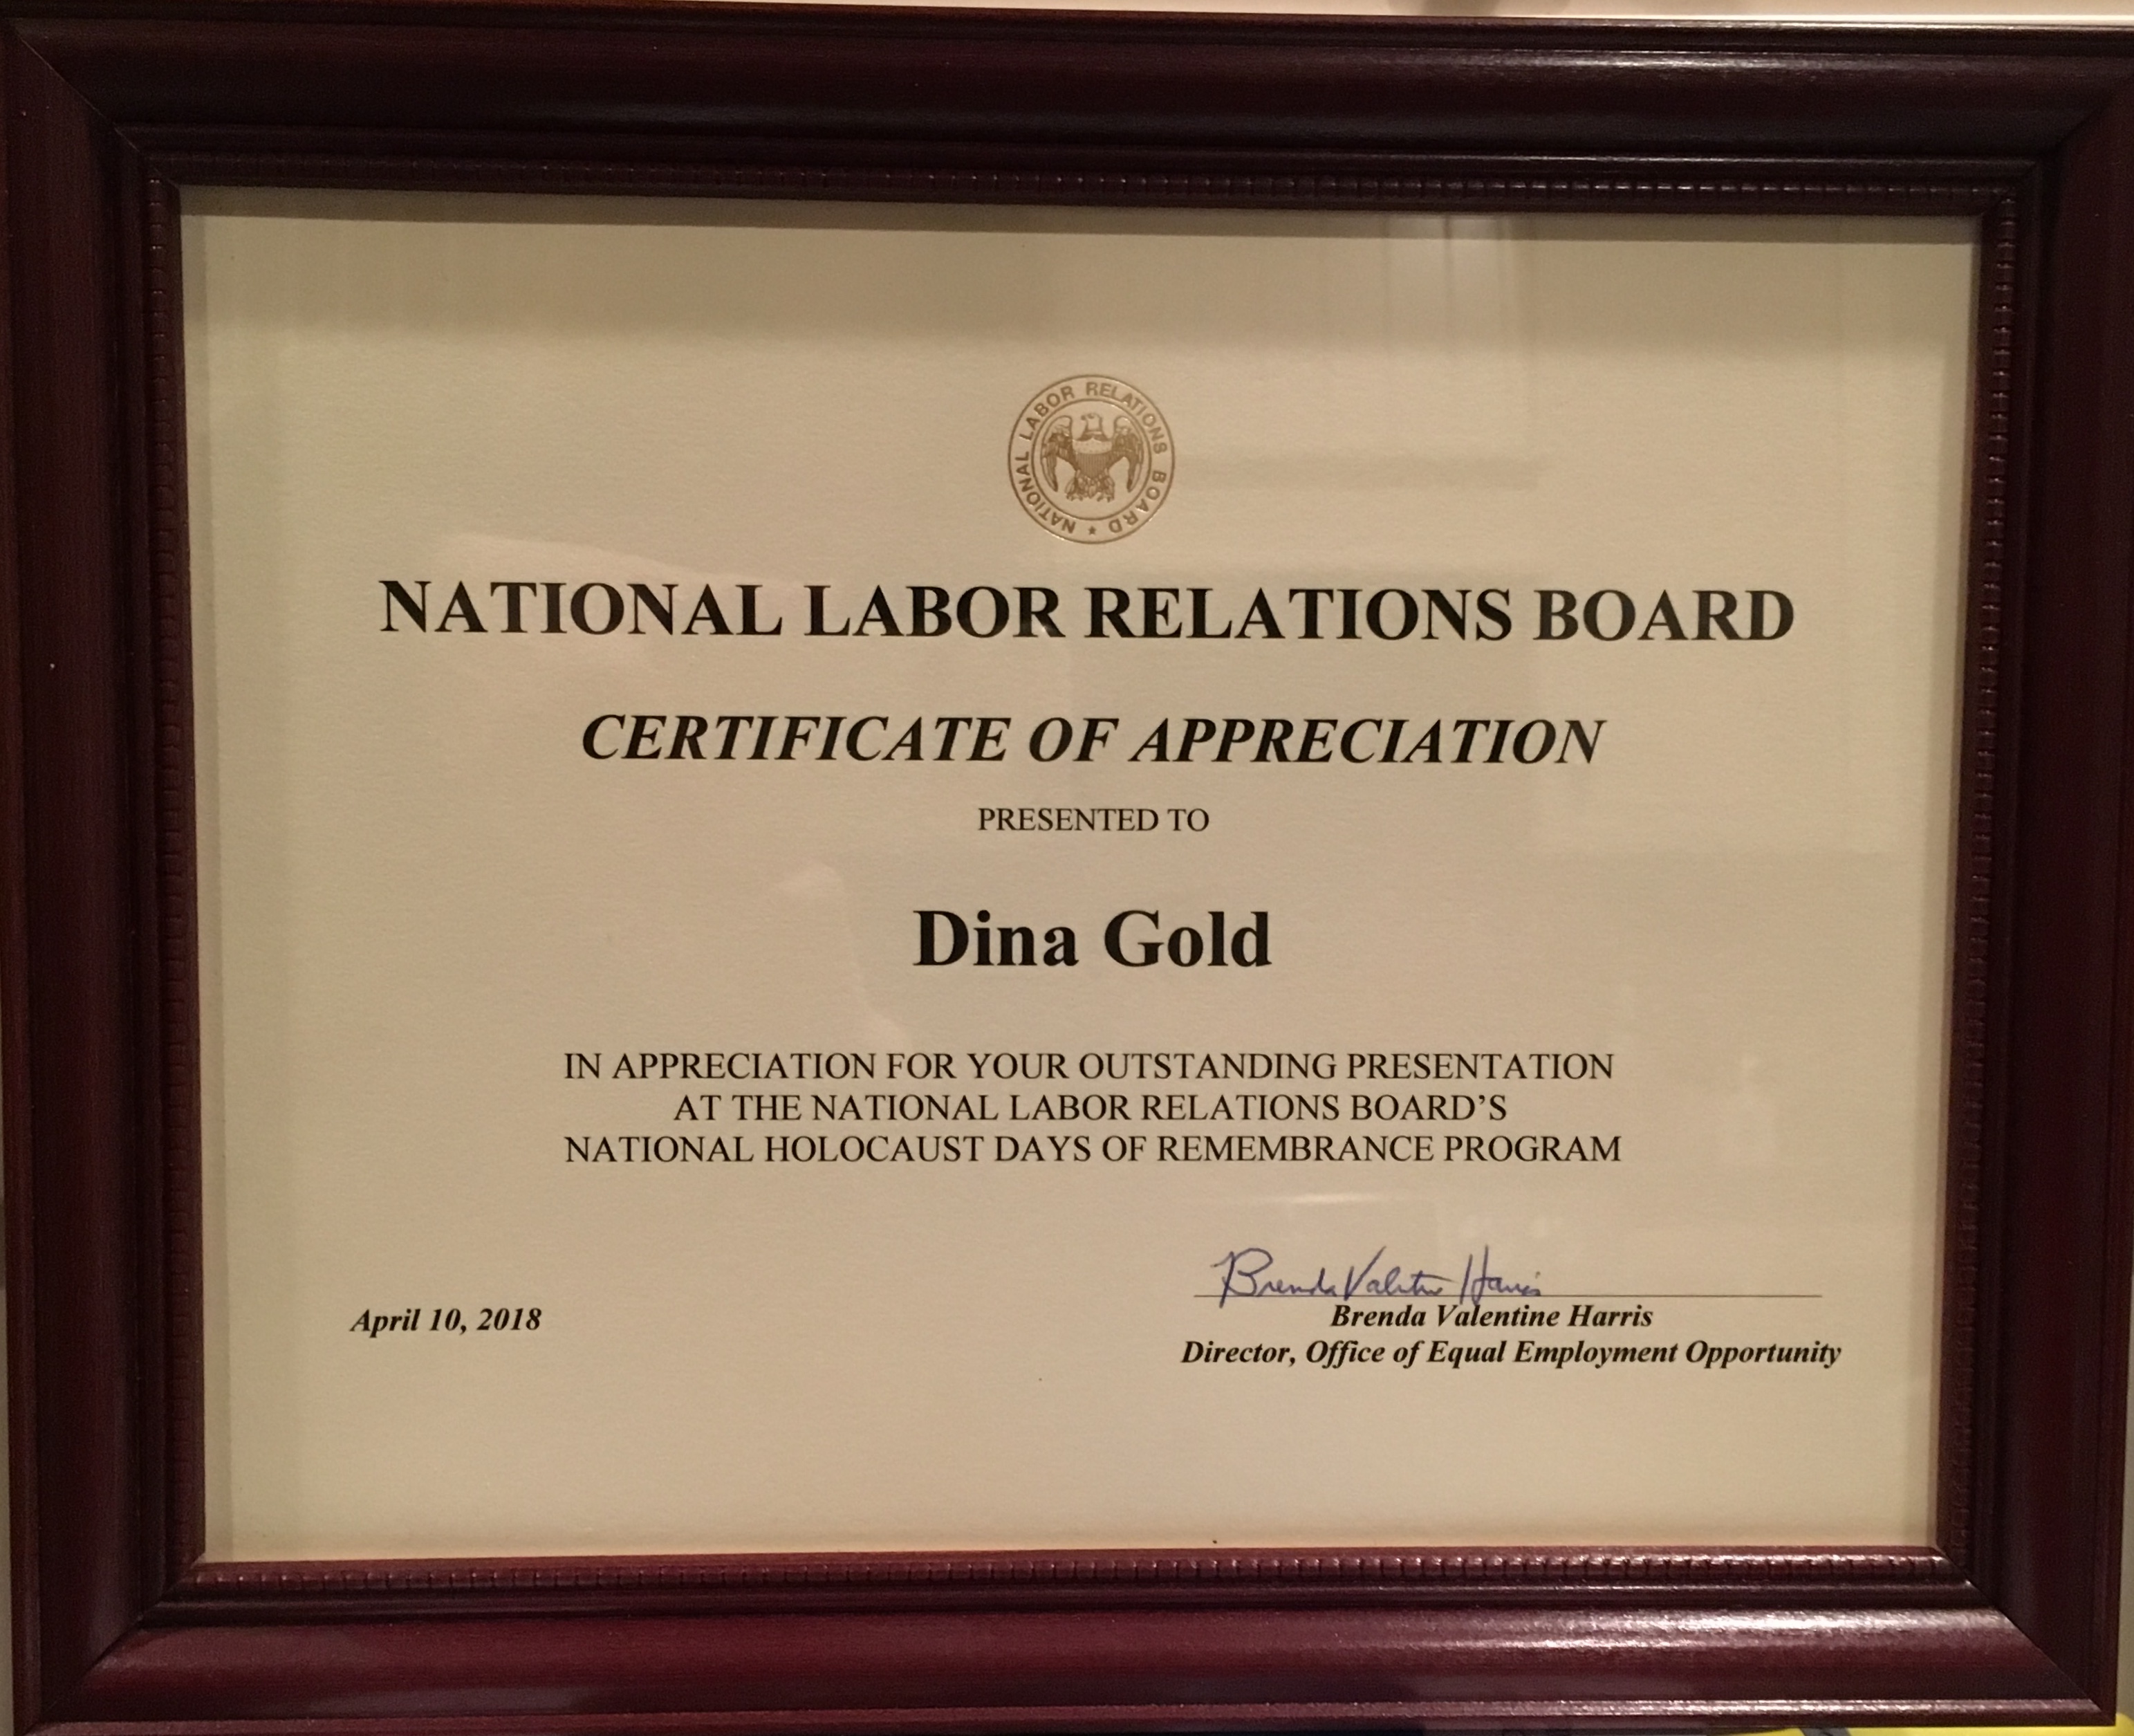 NATIONAL LABOR RELATIONS BOARD
NATIONAL LABOR RELATIONS BOARD
CERTIFICATE OF APPRECIATION
PRESENTED TO
Dina Gold
IN APPRECIATION FOR YOUR OUTSTANDING PRESENTATION
AT THE NATIONAL LABOR RELATIONS BOARD'S
NATIONAL HOLOCAUST DAYS OF REMEMBRANCE PROGRAM
Brenda Valentine Harris
April 10, 2018
Brenda Valentine Harris
Director, Office of Equal Employment Opportunity